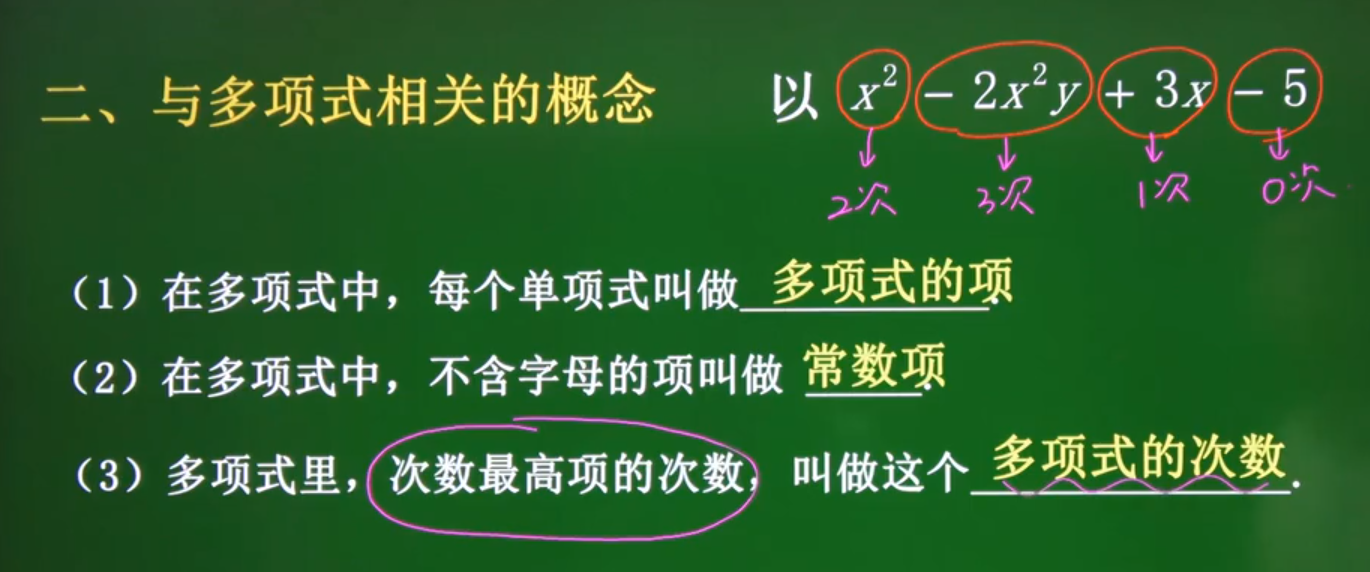 二、与多项式相关的概念 以 x² − 2x²y + 3x − 5
2次 3次 1次 0次
（1）在多项式中，每个单项式叫做 多项式的项.
（2）在多项式中，不含字母的项叫做 常数项.
（3）多项式里，次数最高项的次数，叫做这个 多项式的次数.